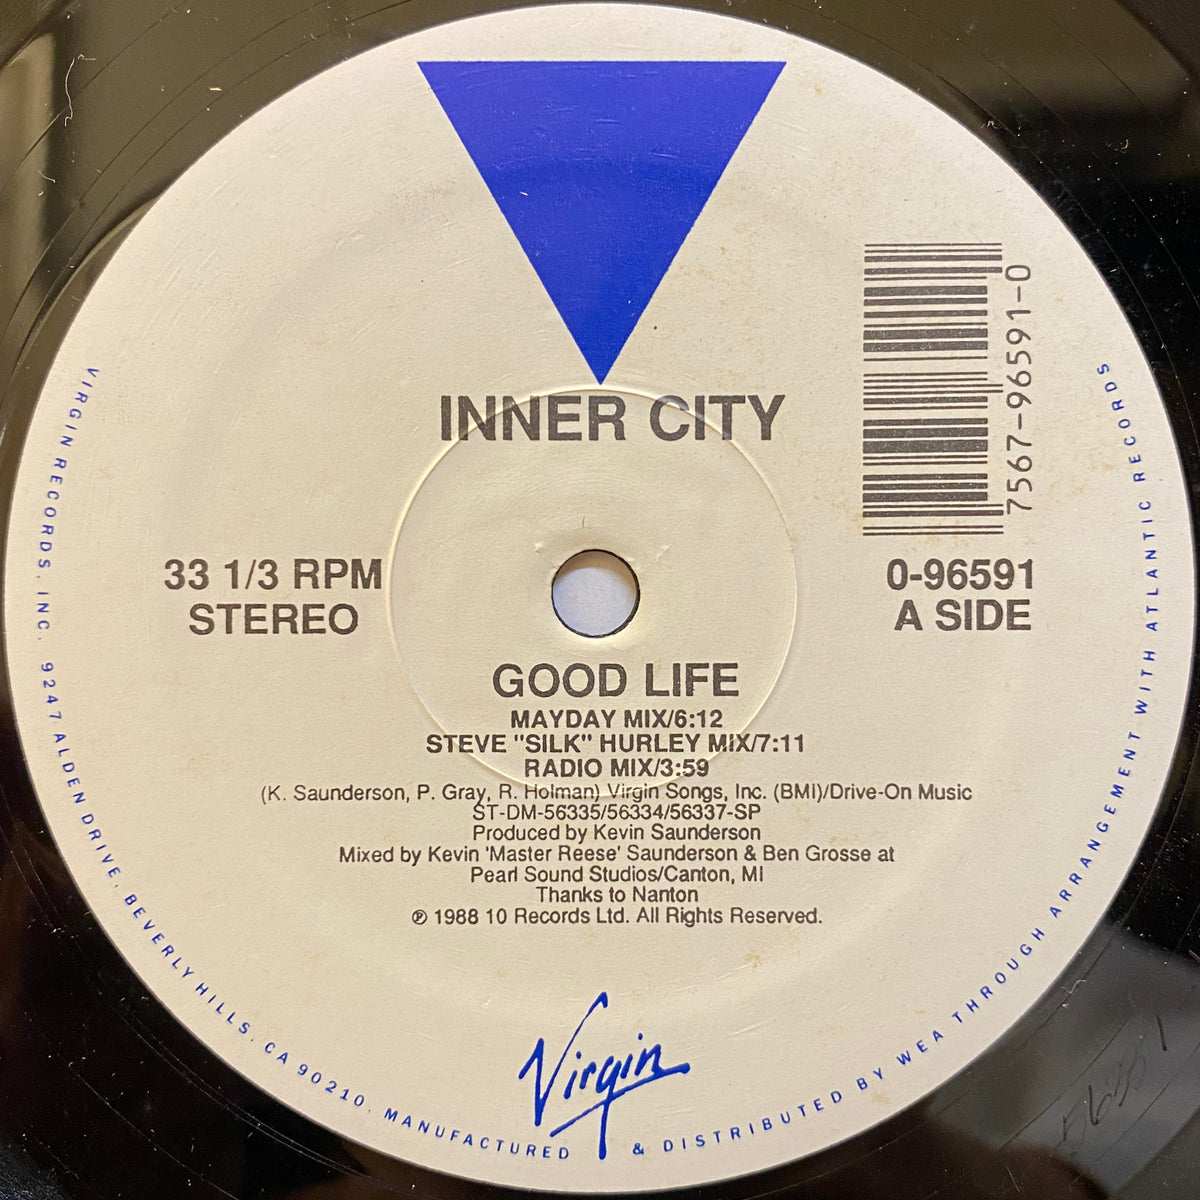 INNER CITY
7567-96591-0
33 1/3 RPM
STEREO
0-96591
A SIDE
GOOD LIFE
MAYDAY MIX/6:12
STEVE "SILK" HURLEY MIX/7:11
RADIO MIX/3:59
(K. Saunderson, P. Gray, R. Holman) Virgin Songs, Inc. (BMI)/Drive-On Music
ST-DM-56335/56334/56337-SP
Produced by Kevin Saunderson
Mixed by Kevin 'Master Reese' Saunderson & Ben Grosse at
Pearl Sound Studios/Canton, MI
Thanks to Nanton
℗ 1988 10 Records Ltd. All Rights Reserved.
Virgin
VIRGIN RECORDS, INC. 9247 ALDEN DRIVE, BEVERLY HILLS, CA 90210. MANUFACTURED & DISTRIBUTED BY WEA THROUGH ARRANGEMENT WITH ATLANTIC RECORDS